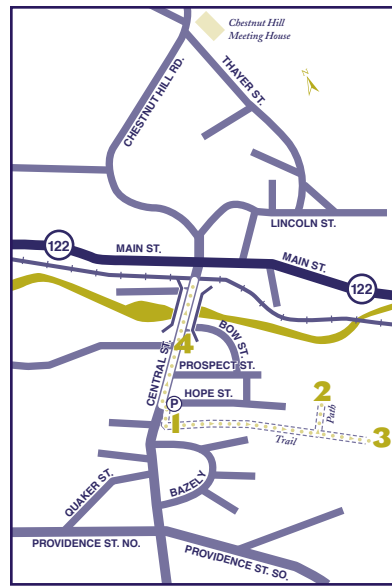 Chestnut Hill
Meeting House
THAYER ST.
CHESTNUT HILL RD.
N
LINCOLN ST.
122
MAIN ST.
MAIN ST.
122
BOW ST.
4
CENTRAL ST.
PROSPECT ST.
HOPE ST.
P
1
2
Path
Trail
3
QUAKER ST.
BAZELY
PROVIDENCE ST. NO.
PROVIDENCE ST. SO.